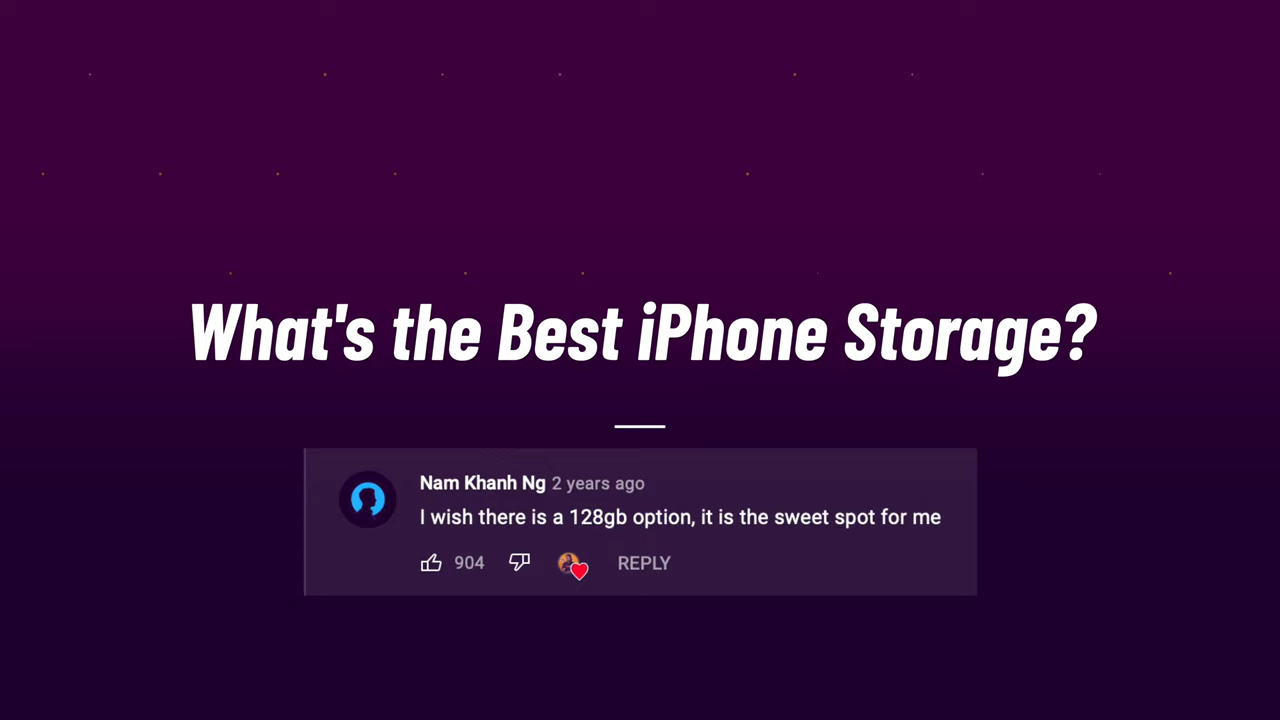 What's the Best iPhone Storage?
Nam Khanh Ng 2 years ago
I wish there is a 128gb option, it is the sweet spot for me
904 REPLY